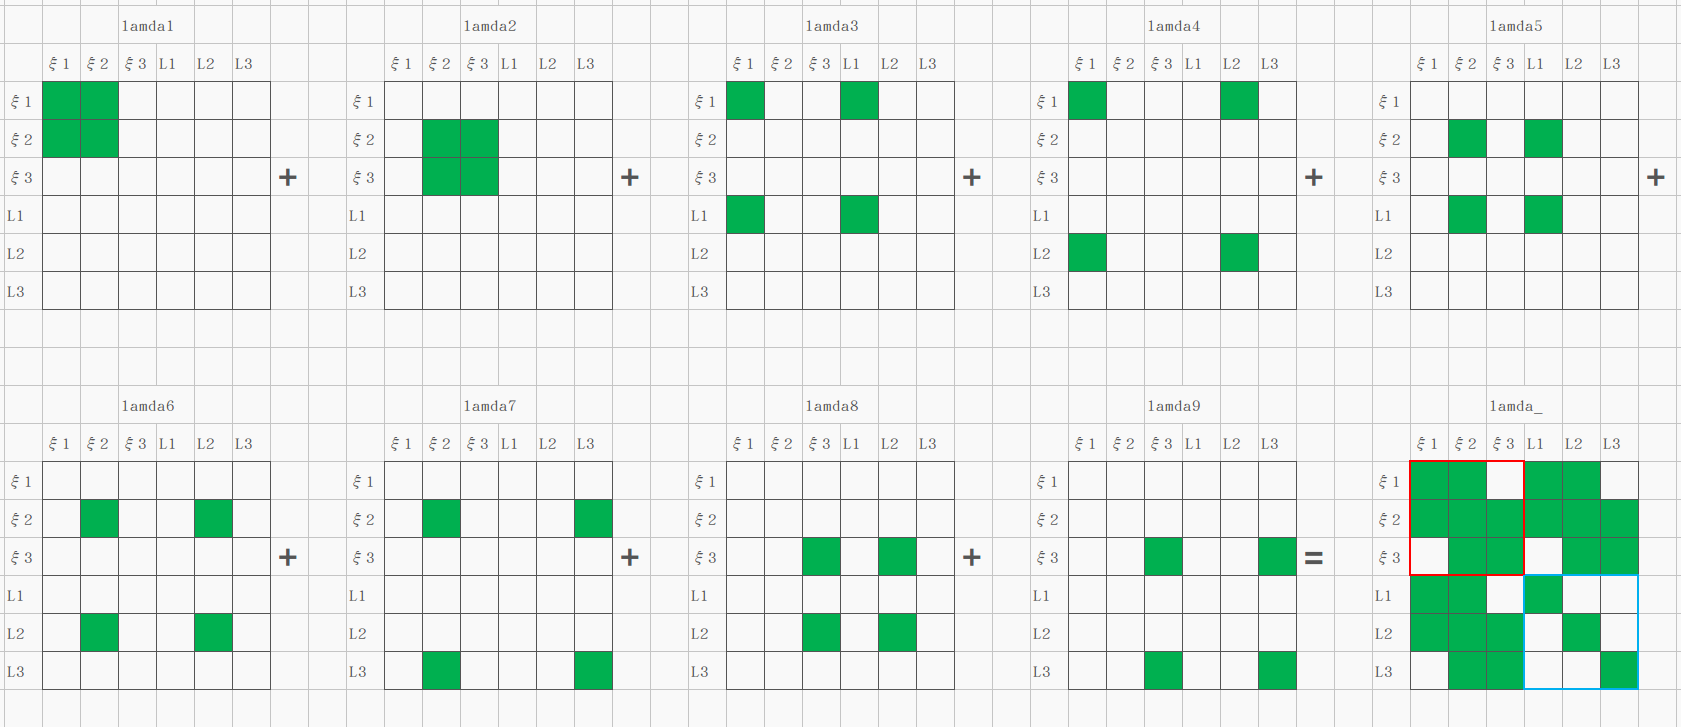 lamda1 lamda2 lamda3 lamda4 lamda5
ξ1 ξ2 ξ3 L1 L2 L3 ξ1 ξ2 ξ3 L1 L2 L3 ξ1 ξ2 ξ3 L1 L2 L3 ξ1 ξ2 ξ3 L1 L2 L3 ξ1 ξ2 ξ3 L1 L2 L3
ξ1 ξ1 ξ1 ξ1 ξ1
ξ2 ξ2 ξ2 ξ2 ξ2
ξ3 + ξ3 + ξ3 + ξ3 + ξ3 +
L1 L1 L1 L1 L1
L2 L2 L2 L2 L2
L3 L3 L3 L3 L3
lamda6 lamda7 lamda8 lamda9 lamda_
ξ1 ξ2 ξ3 L1 L2 L3 ξ1 ξ2 ξ3 L1 L2 L3 ξ1 ξ2 ξ3 L1 L2 L3 ξ1 ξ2 ξ3 L1 L2 L3 ξ1 ξ2 ξ3 L1 L2 L3
ξ1 ξ1 ξ1 ξ1 ξ1
ξ2 ξ2 ξ2 ξ2 ξ2
ξ3 + ξ3 + ξ3 + ξ3 = ξ3
L1 L1 L1 L1 L1
L2 L2 L2 L2 L2
L3 L3 L3 L3 L3